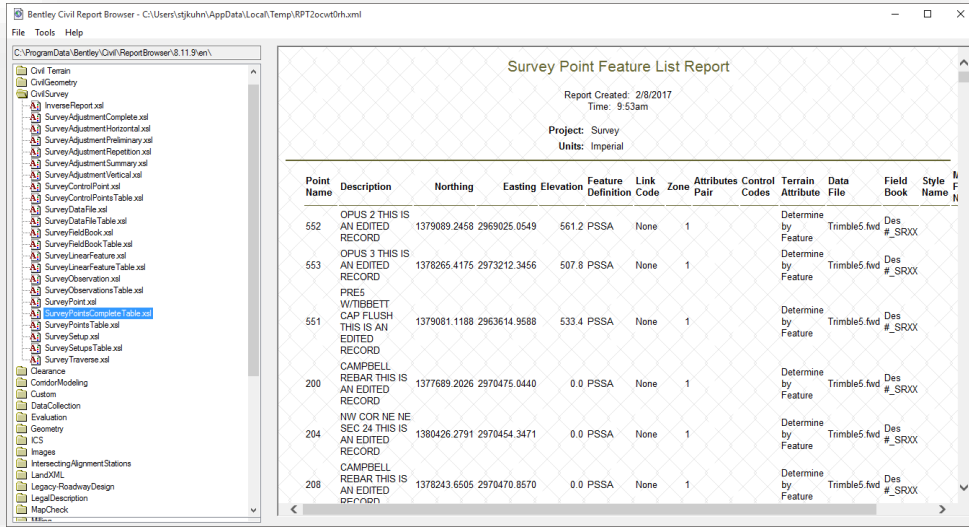 Bentley Civil Report Browser - C:\Users\stjkuhn\AppData\Local\Temp\RPT2ocwt0rh.xml
File Tools Help
C:\ProgramData\Bentley\Civil\ReportBrowser\8.11.9\en\
Civil Terrain
CivilGeometry
CivilSurvey
InverseReport.xsl
SurveyAdjustmentComplete.xsl
SurveyAdjustmentHorizontal.xsl
SurveyAdjustmentPreliminary.xsl
SurveyAdjustmentRepetition.xsl
SurveyAdjustmentSummary.xsl
SurveyAdjustmentVertical.xsl
SurveyControlPoint.xsl
SurveyControlPointsTable.xsl
SurveyDataFile.xsl
SurveyDataFileTable.xsl
SurveyFieldBook.xsl
SurveyFieldBookTable.xsl
SurveyLinearFeature.xsl
SurveyLinearFeatureTable.xsl
SurveyObservation.xsl
SurveyObservationsTable.xsl
SurveyPoint.xsl
SurveyPointsCompleteTable.xsl
SurveyPointsTable.xsl
SurveySetup.xsl
SurveySetupsTable.xsl
SurveyTraverse.xsl
Clearance
CorridorModeling
Custom
DataCollection
Evaluation
Geometry
ICS
Images
IntersectingAlignmentStations
LandXML
Legacy-RoadwayDesign
LegalDescription
MapCheck
Survey Point Feature List Report
Report Created: 2/8/2017
Time: 9:53am
Project: Survey
Units: Imperial
Point Feature Link Attributes Control Terrain Data Field Style
Name Description Northing Easting Elevation Definition Code Zone Pair Codes Attribute File Book Name
OPUS 2 THIS IS Determine
552 AN EDITED 1379089.2458 2969025.0549 561.2 PSSA None 1 by Trimble5.fwd Des
RECORD Feature #_SRXX
OPUS 3 THIS IS Determine
553 AN EDITED 1378265.4175 2973212.3456 507.8 PSSA None 1 by Trimble5.fwd Des
RECORD Feature #_SRXX
PRE5
W/TIBBETT
CAP FLUSH Determine
551 THIS IS AN 1379081.1188 2963614.9588 533.4 PSSA None 1 by Trimble5.fwd Des
EDITED Feature #_SRXX
RECORD
CAMPBELL Determine
200 REBAR THIS IS 1377689.2026 2970475.0440 0.0 PSSA None 1 by Trimble5.fwd Des
AN EDITED Feature #_SRXX
RECORD
NW COR NE NE Determine
204 SEC 24 THIS IS 1380426.2791 2970454.3471 0.0 PSSA None 1 by Trimble5.fwd Des
AN EDITED Feature #_SRXX
RECORD
CAMPBELL Determine
208 REBAR THIS IS 1378243.6505 2970470.8570 0.0 PSSA None 1 by Trimble5.fwd Des
AN EDITED Feature #_SRXX
RECORD